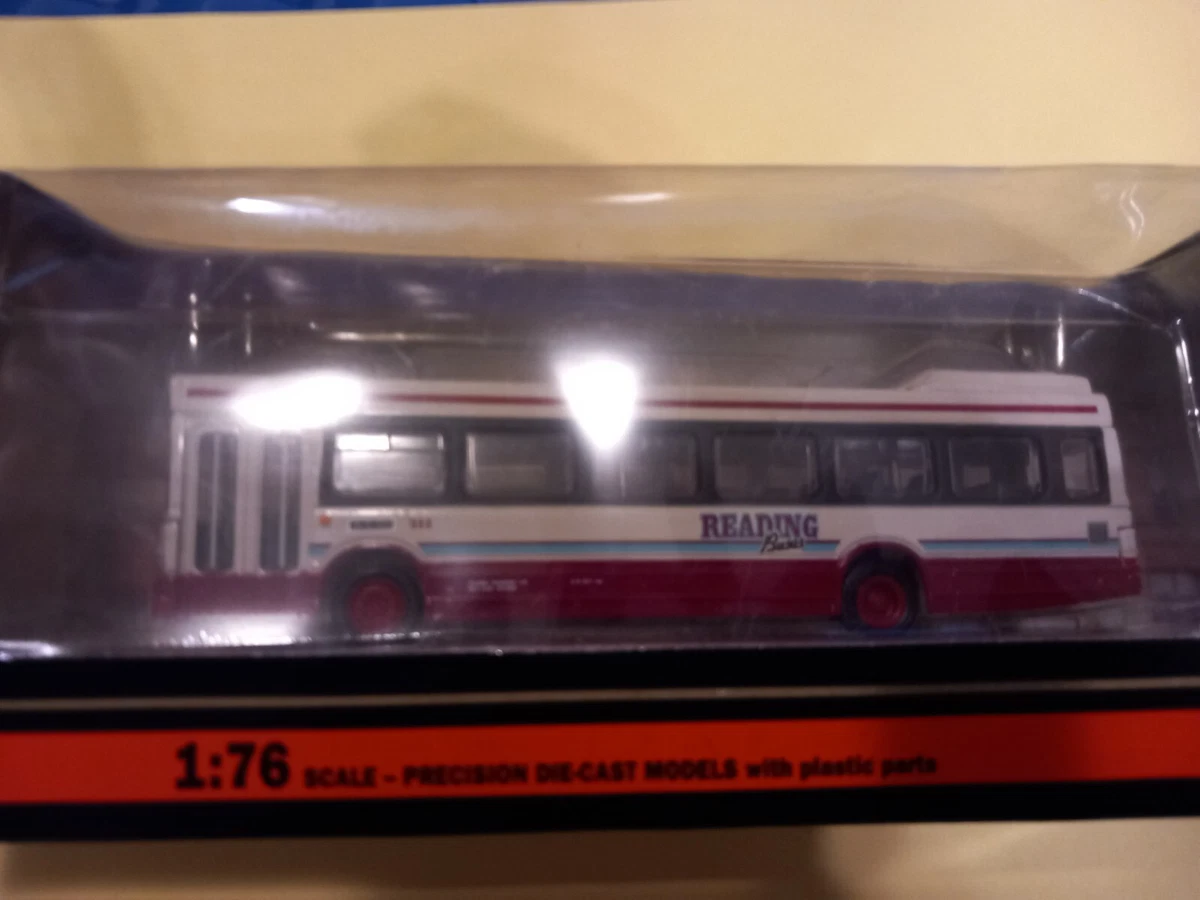 READING
Buses
1:76 SCALE – PRECISION DIE-CAST MODELS with plastic parts